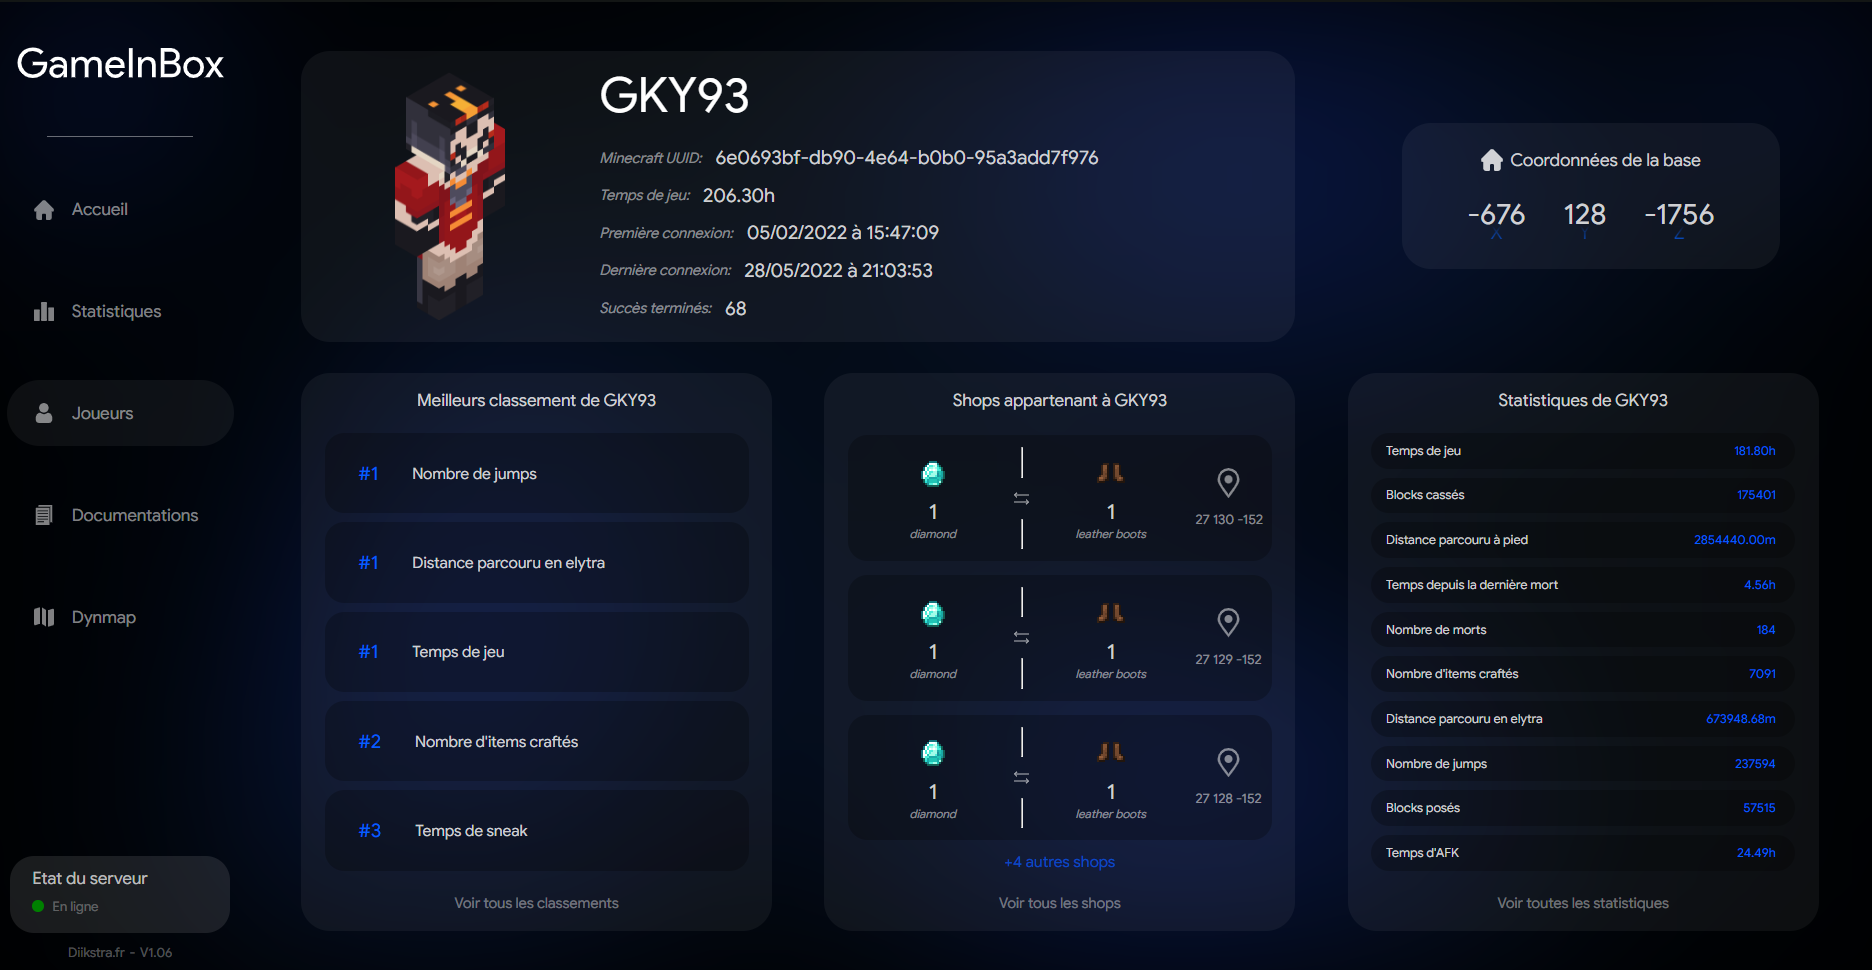 GameInBox
Accueil
Statistiques
Joueurs
Documentations
Dynmap
Etat du serveur
En ligne
Diikstra.fr - V1.06
GKY93
Minecraft UUID: 6e0693bf-db90-4e64-b0b0-95a3add7f976
Temps de jeu: 206.30h
Première connexion: 05/02/2022 à 15:47:09
Dernière connexion: 28/05/2022 à 21:03:53
Succès terminés: 68
Coordonnées de la base
-676 128 -1756
X Y Z
Meilleurs classement de GKY93
#1 Nombre de jumps
#1 Distance parcouru en elytra
#1 Temps de jeu
#2 Nombre d'items craftés
#3 Temps de sneak
Voir tous les classements
Shops appartenant à GKY93
1 1
diamond leather boots
27 130 -152
1 1
diamond leather boots
27 129 -152
1 1
diamond leather boots
27 128 -152
+4 autres shops
Voir tous les shops
Statistiques de GKY93
Temps de jeu 181.80h
Blocks cassés 175401
Distance parcouru à pied 2854440.00m
Temps depuis la dernière mort 4.56h
Nombre de morts 184
Nombre d'items craftés 7091
Distance parcouru en elytra 673948.68m
Nombre de jumps 237594
Blocks posés 57515
Temps d'AFK 24.49h
Voir toutes les statistiques